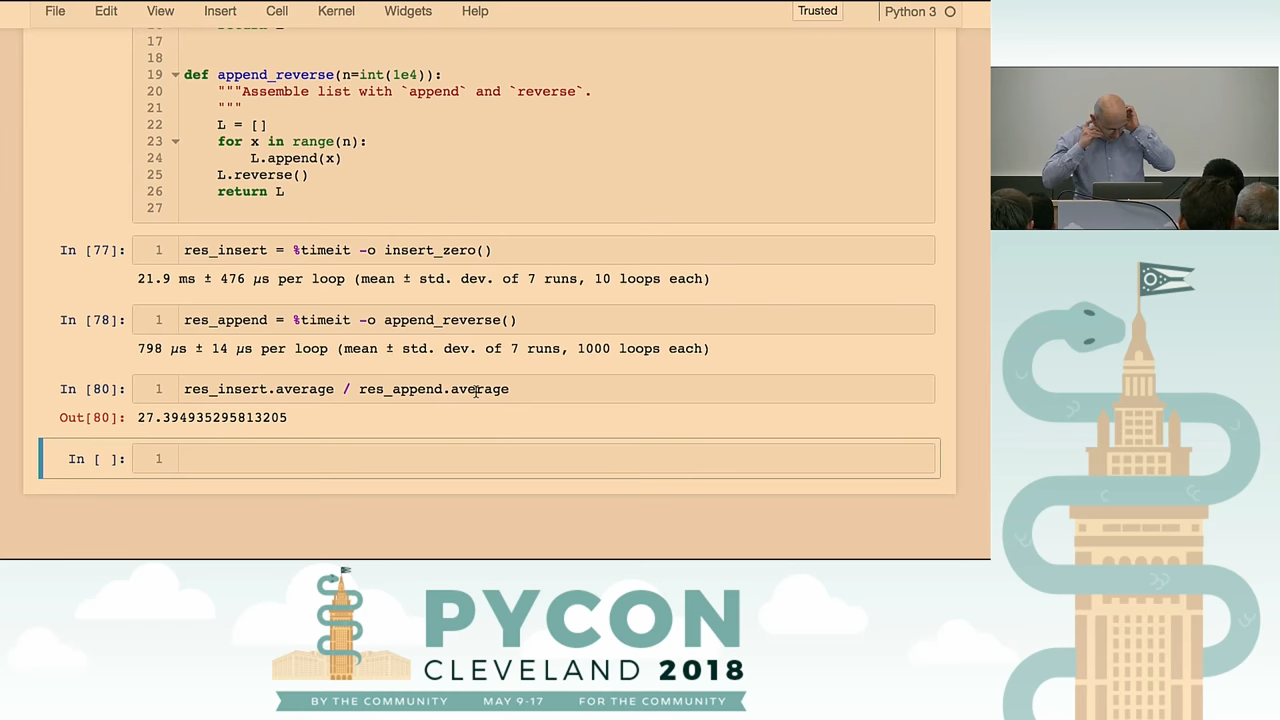 File Edit View Insert Cell Kernel Widgets Help Trusted Python 3
17
18
19 def append_reverse(n=int(1e4)):
20 """Assemble list with `append` and `reverse`.
21 """
22 L = []
23 for x in range(n):
24 L.append(x)
25 L.reverse()
26 return L
27
In [77]: 1 res_insert = %timeit -o insert_zero()
21.9 ms ± 476 µs per loop (mean ± std. dev. of 7 runs, 10 loops each)
In [78]: 1 res_append = %timeit -o append_reverse()
798 µs ± 14 µs per loop (mean ± std. dev. of 7 runs, 1000 loops each)
In [80]: 1 res_insert.average / res_append.average
Out[80]: 27.394935295813205
In [ ]: 1
PYCON
CLEVELAND 2018
BY THE COMMUNITY MAY 9-17 FOR THE COMMUNITY